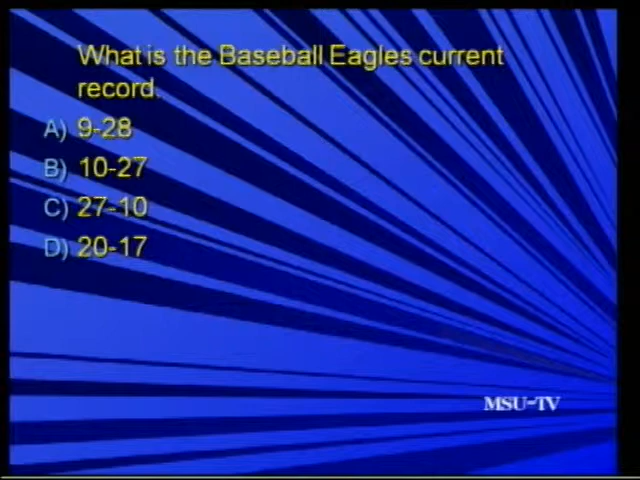 What is the Baseball Eagles current
record.
A) 9-28
B) 10-27
C) 27-10
D) 20-17
MSU-TV